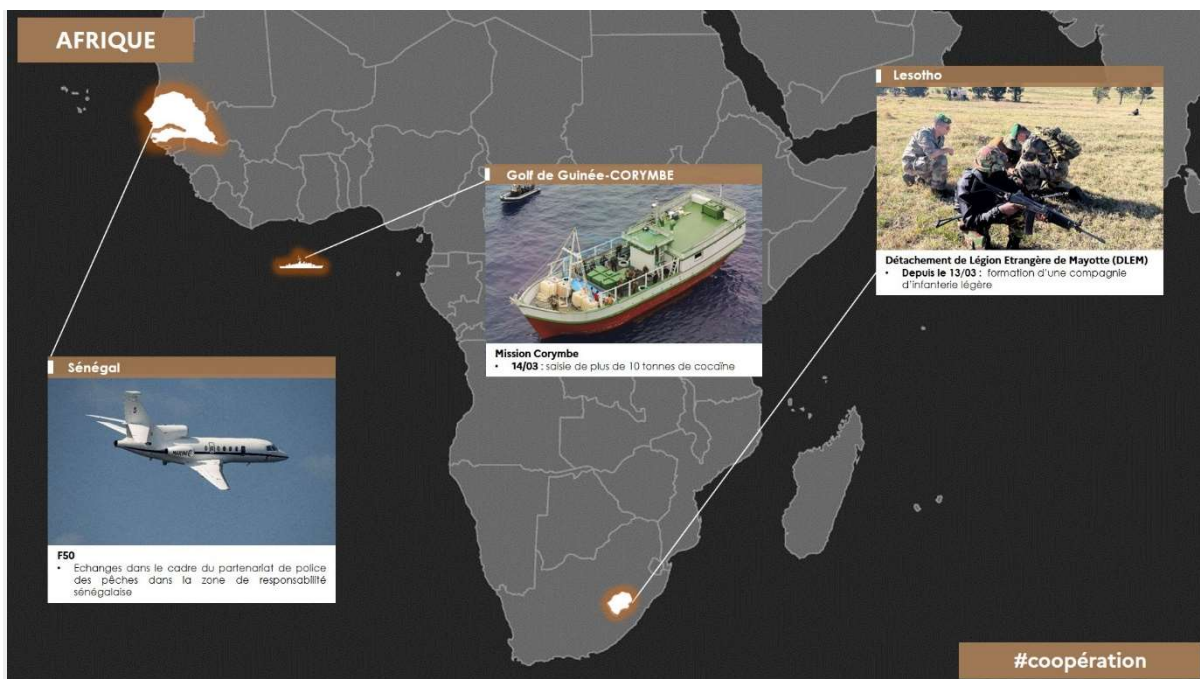 AFRIQUE
Lesotho
Détachement de Légion Etrangère de Mayotte (DLEM)
• Depuis le 13/03 : formation d'une compagnie
d'infanterie légère
Golf de Guinée-CORYMBE
Mission Corymbe
• 14/03 : saisie de plus de 10 tonnes de cocaïne
Sénégal
F50
• Echanges dans le cadre du partenariat de police
des pêches dans la zone de responsabilité
sénégalaise
#coopération